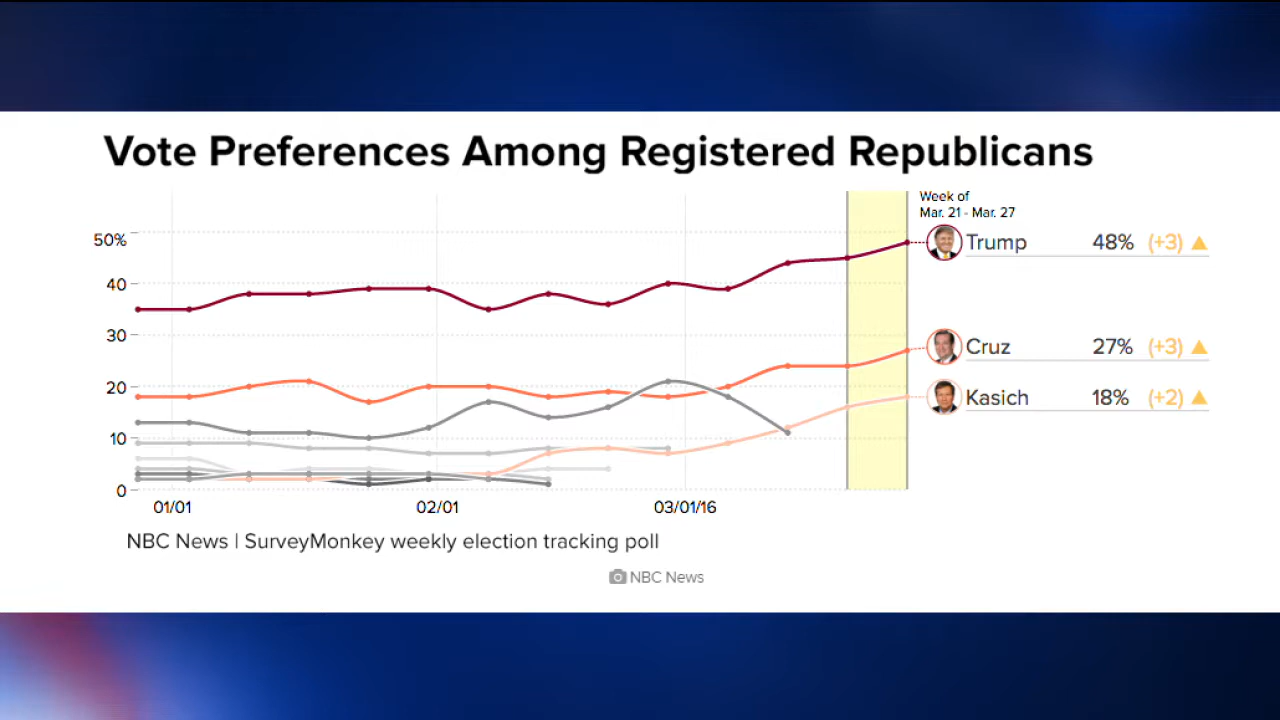 Vote Preferences Among Registered Republicans
Week of
Mar. 21 - Mar. 27
50%
40
30
20
10
0
Trump 48% (+3)
Cruz 27% (+3)
Kasich 18% (+2)
01/01 02/01 03/01/16
NBC News | SurveyMonkey weekly election tracking poll
NBC News